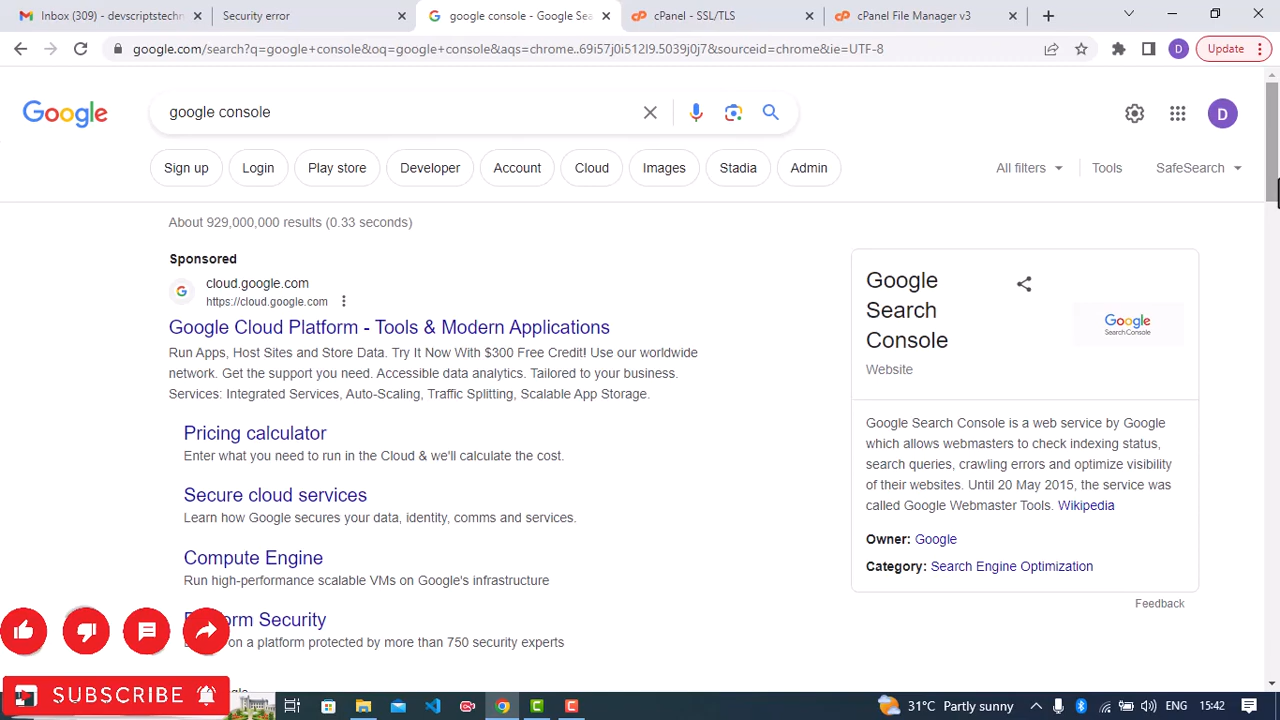 Inbox (309) - devscriptstechn
Security error
google console - Google Sea
cPanel - SSL/TLS
cPanel File Manager v3
google.com/search?q=google+console&oq=google+console&aqs=chrome..69i57j0i512l9.5039j0j7&sourceid=chrome&ie=UTF-8
D
Update
Google
google console
D
Sign up
Login
Play store
Developer
Account
Cloud
Images
Stadia
Admin
All filters
Tools
SafeSearch
About 929,000,000 results (0.33 seconds)
Sponsored
cloud.google.com
https://cloud.google.com
Google Cloud Platform - Tools & Modern Applications
Run Apps, Host Sites and Store Data. Try It Now With $300 Free Credit! Use our worldwide
network. Get the support you need. Accessible data analytics. Tailored to your business.
Services: Integrated Services, Auto-Scaling, Traffic Splitting, Scalable App Storage.
Pricing calculator
Enter what you need to run in the Cloud & we'll calculate the cost.
Secure cloud services
Learn how Google secures your data, identity, comms and services.
Compute Engine
Run high-performance scalable VMs on Google's infrastructure
Security
on a platform protected by more than 750 security experts
Google
Search
Console
Website
Google
Search Console
Google Search Console is a web service by Google
which allows webmasters to check indexing status,
search queries, crawling errors and optimize visibility
of their websites. Until 20 May 2015, the service was
called Google Webmaster Tools. Wikipedia
Owner: Google
Category: Search Engine Optimization
Feedback
SUBSCRIBE
31°C Partly sunny
ENG
15:42